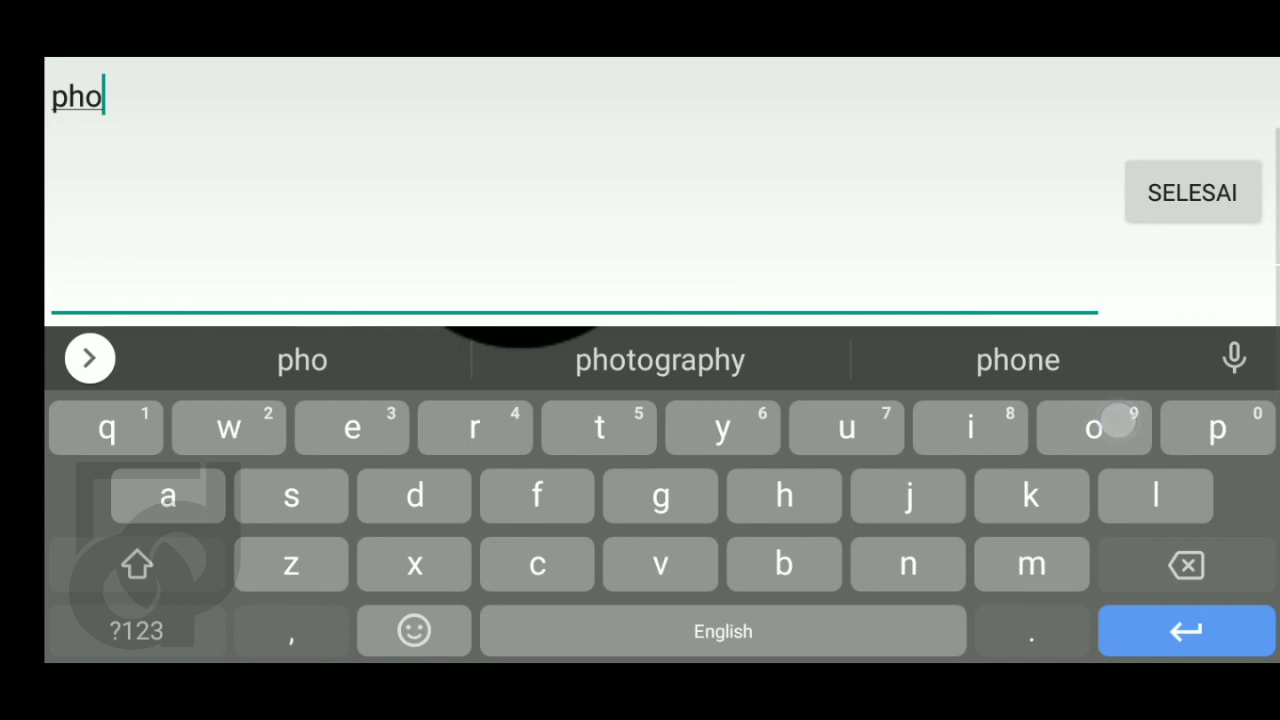 pho
SELESAI
pho photography phone
q 1 w 2 e 3 r 4 t 5 y 6 u 7 i 8 o 9 p 0
a s d f g h j k l
z x c v b n m
?123 , English .